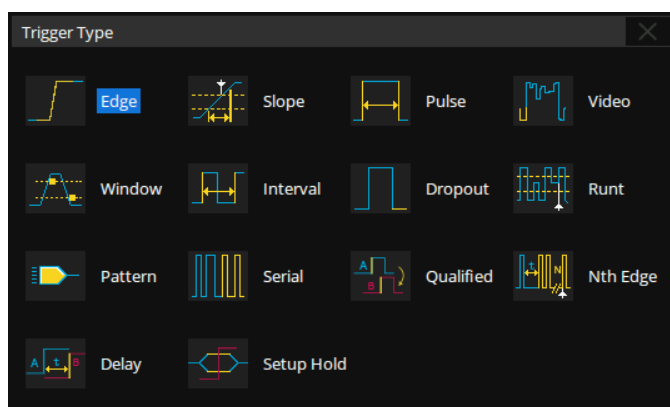 Trigger Type
Edge
Slope
Pulse
Video
Window
Interval
Dropout
Runt
Pattern
Serial
A
B
Qualified
t
N
Nth Edge
A
t
B
Delay
Setup Hold